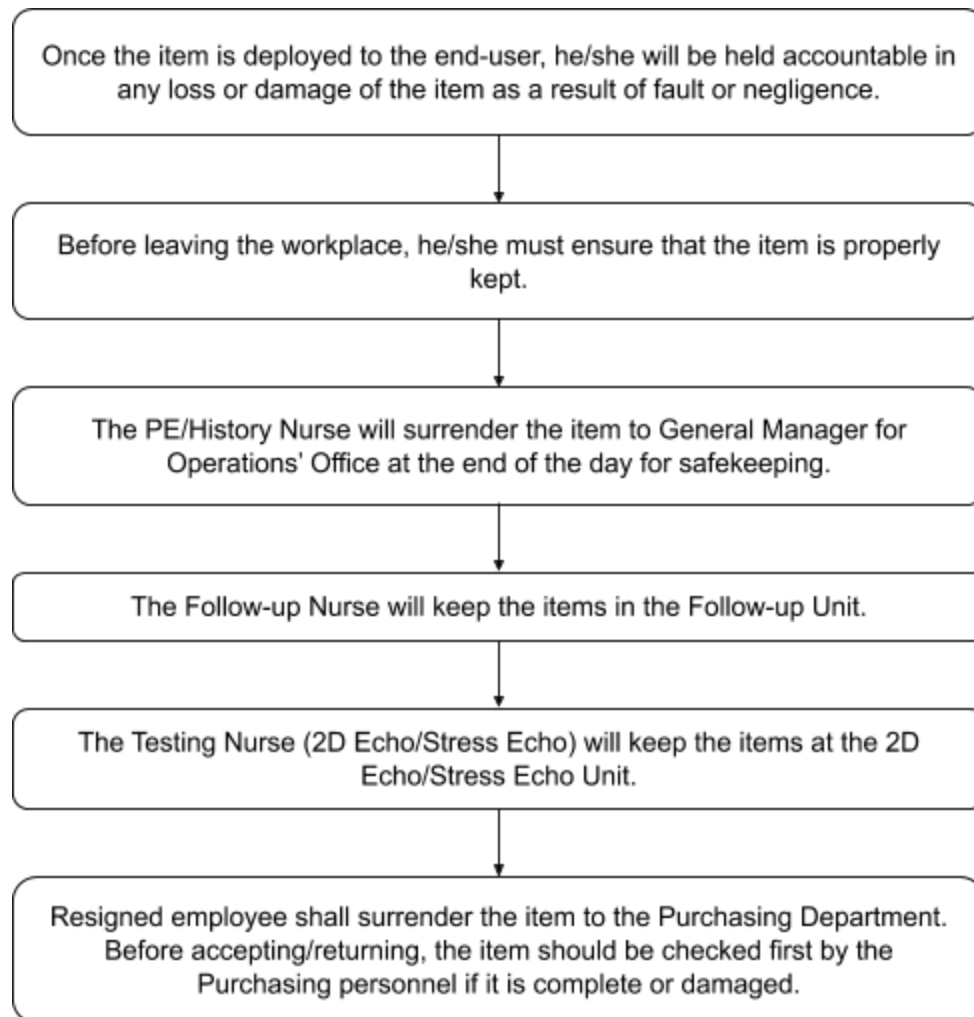 Once the item is deployed to the end-user, he/she will be held accountable in
any loss or damage of the item as a result of fault or negligence.
Before leaving the workplace, he/she must ensure that the item is properly
kept.
The PE/History Nurse will surrender the item to General Manager for
Operations’ Office at the end of the day for safekeeping.
The Follow-up Nurse will keep the items in the Follow-up Unit.
The Testing Nurse (2D Echo/Stress Echo) will keep the items at the 2D
Echo/Stress Echo Unit.
Resigned employee shall surrender the item to the Purchasing Department.
Before accepting/returning, the item should be checked first by the
Purchasing personnel if it is complete or damaged.